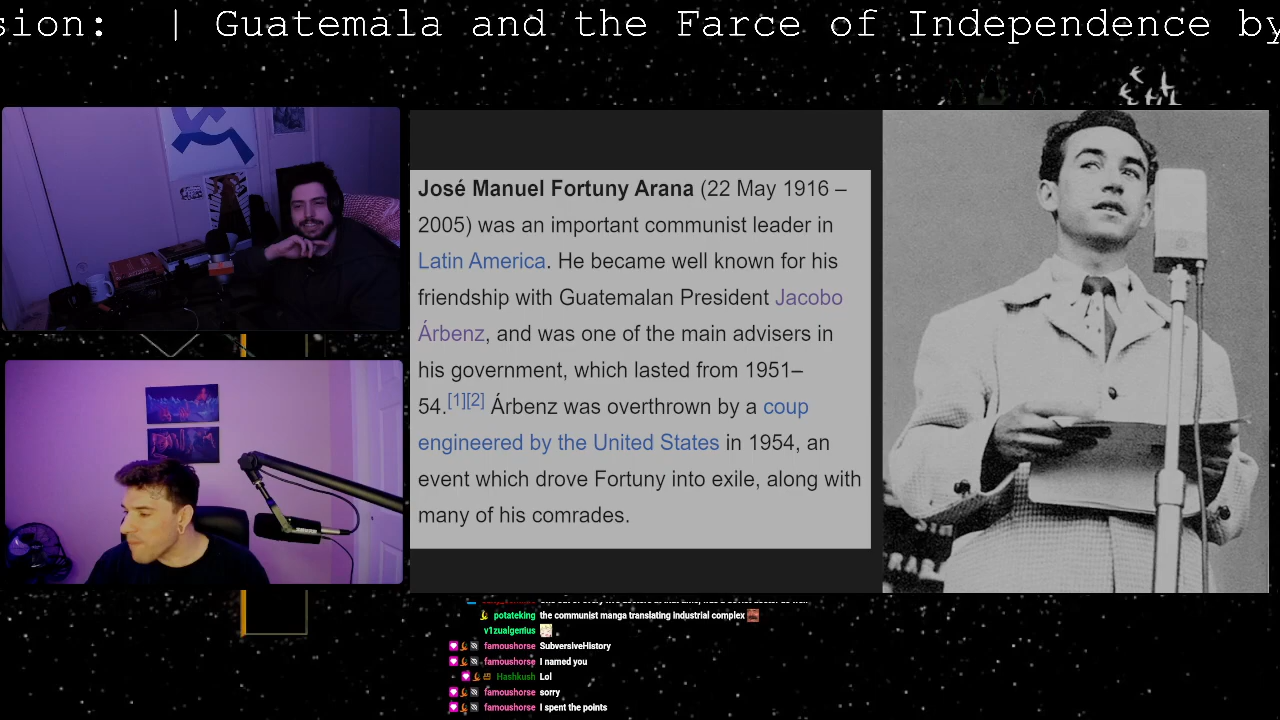 sion: | Guatemala and the Farce of Independence by
José Manuel Fortuny Arana (22 May 1916 –
2005) was an important communist leader in
Latin America. He became well known for his
friendship with Guatemalan President Jacobo
Árbenz, and was one of the main advisers in
his government, which lasted from 1951–
54.[1][2] Árbenz was overthrown by a coup
engineered by the United States in 1954, an
event which drove Fortuny into exile, along with
many of his comrades.
potateking the communist manga translating industrial complex
v1zualgenius
famoushorse SubversiveHistory
famoushorse I named you
Hashkush Lol
famoushorse sorry
famoushorse I spent the points